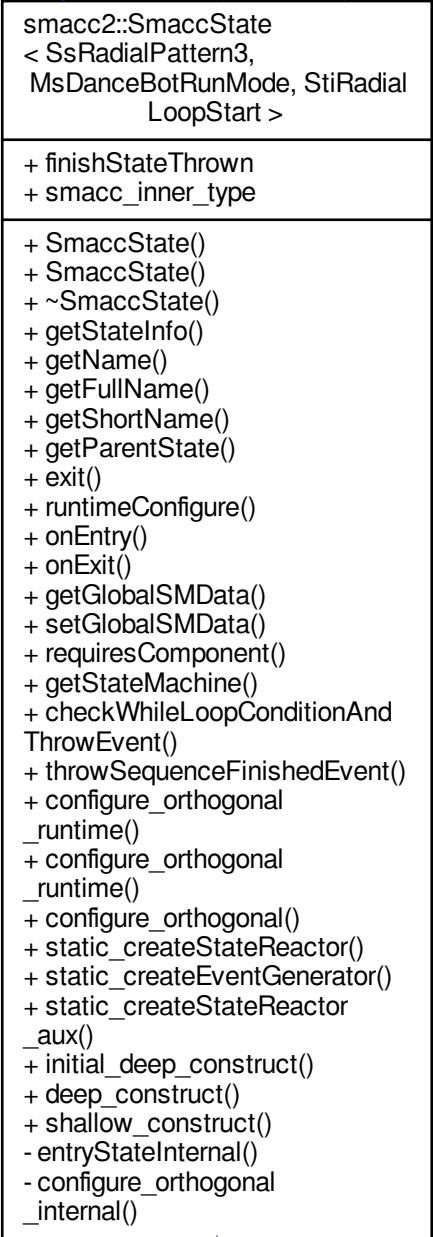 smacc2::SmaccState
< SsRadialPattern3,
MsDanceBotRunMode, StiRadial
LoopStart >
+ finishStateThrown
+ smacc_inner_type
+ SmaccState()
+ SmaccState()
+ ~SmaccState()
+ getStateInfo()
+ getName()
+ getFullName()
+ getShortName()
+ getParentState()
+ exit()
+ runtimeConfigure()
+ onEntry()
+ onExit()
+ getGlobalSMData()
+ setGlobalSMData()
+ requiresComponent()
+ getStateMachine()
+ checkWhileLoopConditionAnd
ThrowEvent()
+ throwSequenceFinishedEvent()
+ configure_orthogonal
_runtime()
+ configure_orthogonal
_runtime()
+ configure_orthogonal()
+ static_createStateReactor()
+ static_createEventGenerator()
+ static_createStateReactor
_aux()
+ initial_deep_construct()
+ deep_construct()
+ shallow_construct()
- entryStateInternal()
- configure_orthogonal
_internal()